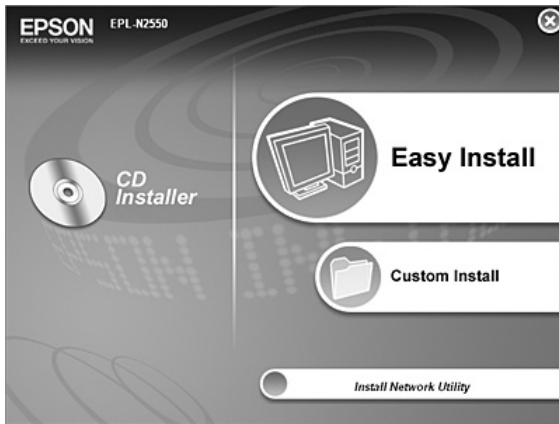 EPSON
EXCEED YOUR VISION
EPL-N2550
CD
Installer
Easy Install
Custom Install
Install Network Utility